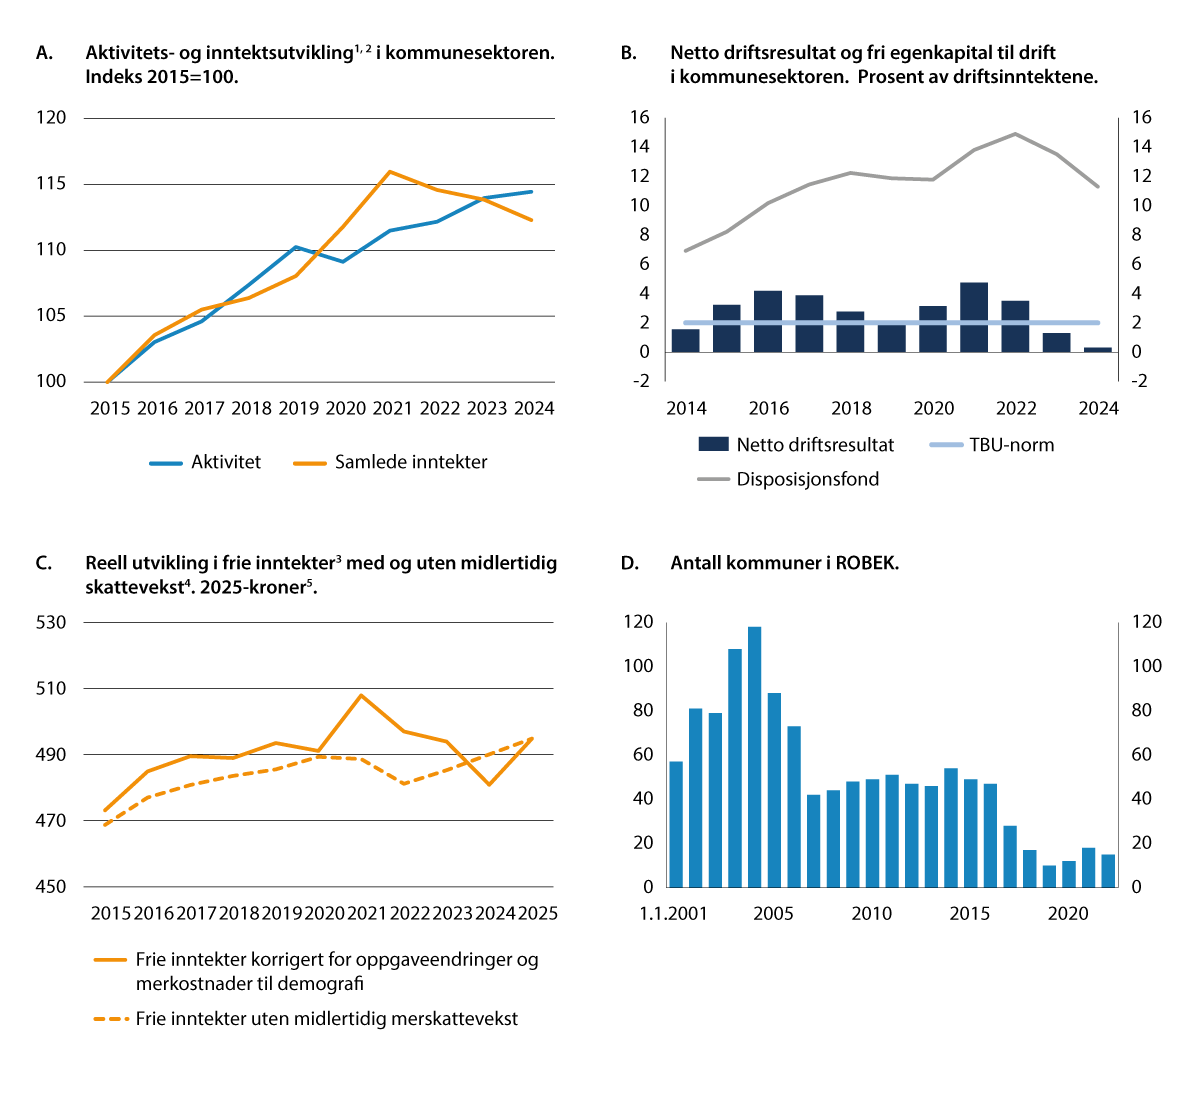 A. Aktivitets- og inntektsutvikling¹, ² i kommunesektoren.
Indeks 2015=100.
120
115
110
105
100
2015 2016 2017 2018 2019 2020 2021 2022 2023 2024
Aktivitet Samlede inntekter
B. Netto driftsresultat og fri egenkapital til drift
i kommunesektoren. Prosent av driftsinntektene.
16 16
14 14
12 12
10 10
8 8
6 6
4 4
2 2
0 0
-2 -2
2014 2016 2018 2020 2022 2024
Netto driftsresultat TBU-norm
Disposisjonsfond
C. Reell utvikling i frie inntekter³ med og uten midlertidig
skattevekst⁴. 2025-kroner⁵.
530
510
490
470
450
2015 2016 2017 2018 2019 2020 2021 2022 2023 2024 2025
Frie inntekter korrigert for oppgaveendringer og
merkostnader til demografi
Frie inntekter uten midlertidig merskattevekst
D. Antall kommuner i ROBEK.
120 120
100 100
80 80
60 60
40 40
20 20
0 0
1.1.2001 2005 2010 2015 2020